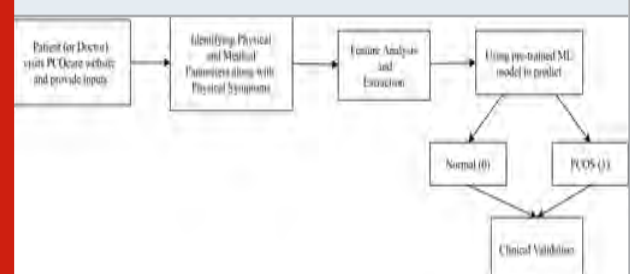 Patient (or Doctor)
visits PCOcare website
and provide inputs
Identifying Physical
and Medical
Parameters along with
Physical Symptoms
Feature Analysis
and
Extraction
Using pre-trained ML
model to predict
Normal (0)
PCOS (1)
Clinical Validation